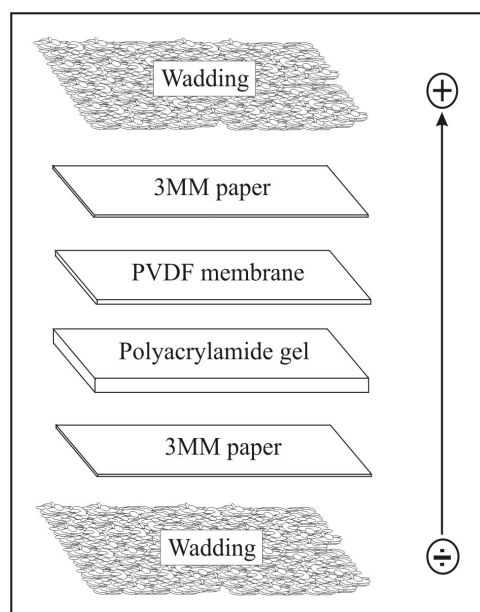 Wadding
+
3MM paper
PVDF membrane
Polyacrylamide gel
3MM paper
Wadding
÷